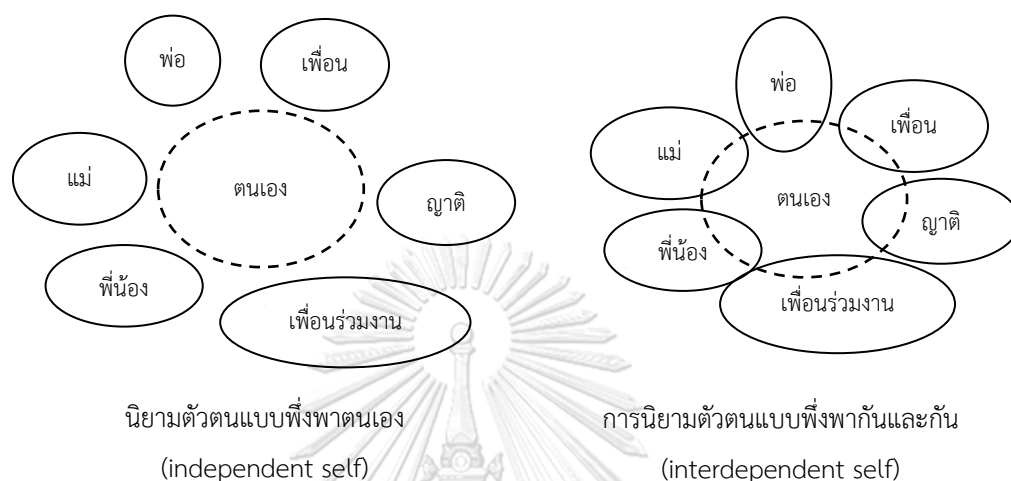 พ่อ
เพื่อน
แม่
ตนเอง
ญาติ
พี่น้อง
เพื่อนร่วมงาน
นิยามตัวตนแบบพึ่งพาตนเอง
(independent self)
พ่อ
เพื่อน
แม่
ตนเอง
ญาติ
พี่น้อง
เพื่อนร่วมงาน
การนิยามตัวตนแบบพึ่งพากันและกัน
(interdependent self)